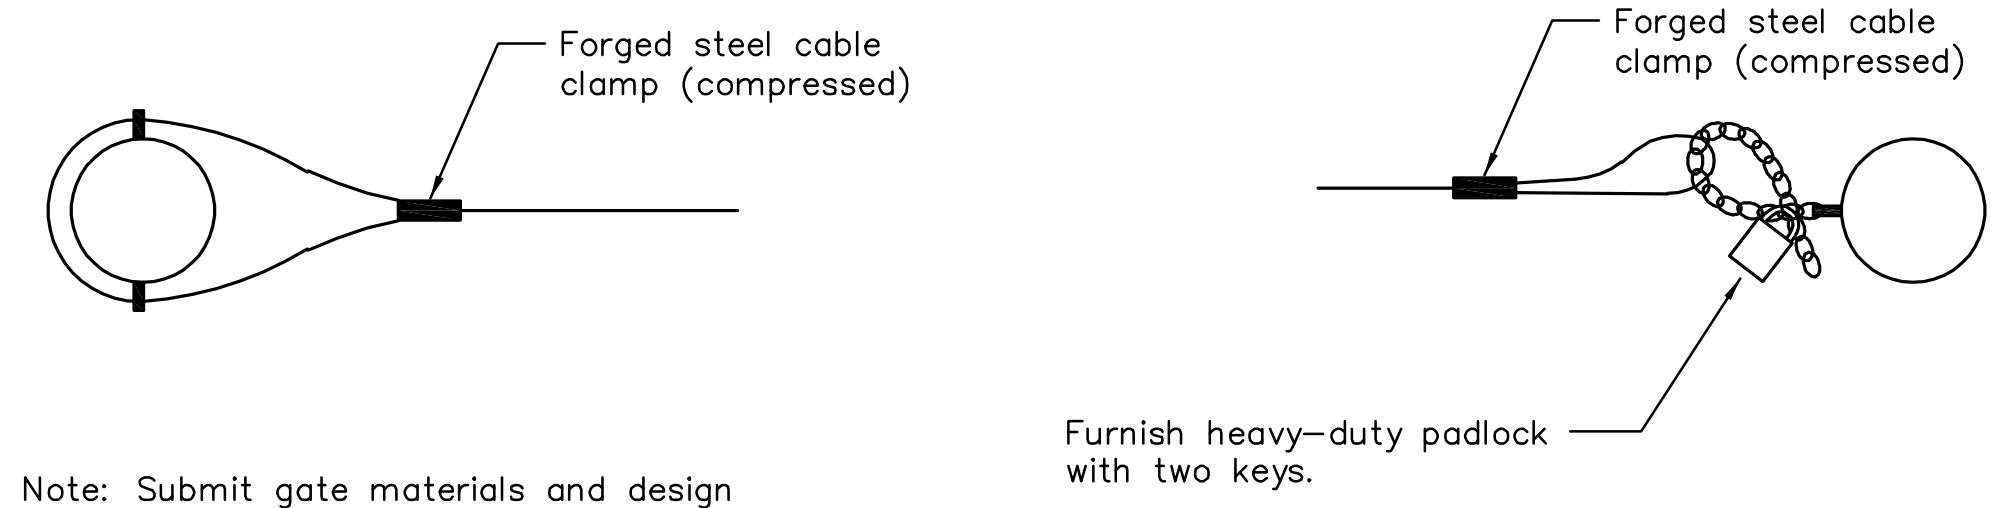 Forged steel cable
clamp (compressed)
Forged steel cable
clamp (compressed)
Furnish heavy-duty padlock
with two keys.
Note: Submit gate materials and design